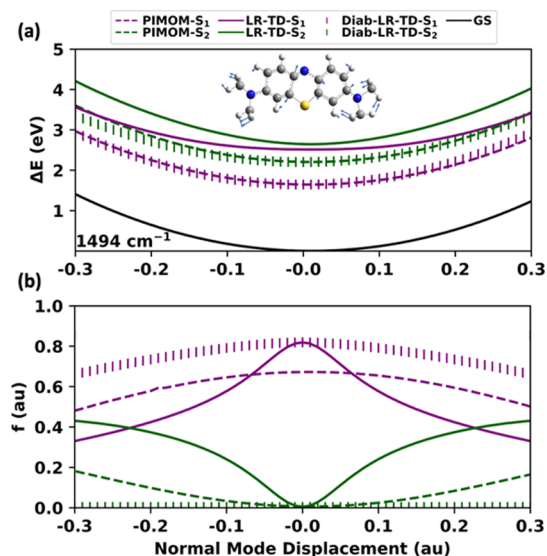 (a)
PIMOM-S₁ LR-TD-S₁ Diab-LR-TD-S₁ GS
PIMOM-S₂ LR-TD-S₂ Diab-LR-TD-S₂
5
4
3
2
1
ΔE (eV)
1494 cm⁻¹
-0.3 -0.2 -0.1 -0.0 0.1 0.2 0.3
(b)
1.0
0.8
0.6
0.4
0.2
0.0
f (au)
-0.3 -0.2 -0.1 -0.0 0.1 0.2 0.3
Normal Mode Displacement (au)